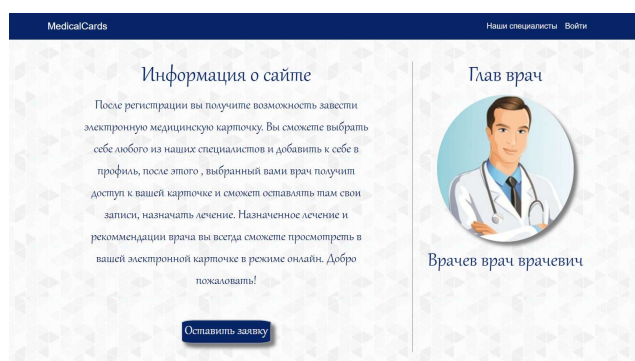 MedicalCards
Наши специалисты Войти
Информация о сайте
После регистрации вы получите возможность завести
электронную медицинскую карточку. Вы сможете выбрать
себе любого из наших специалистов и добавить к себе в
профиль, после этого , выбранный вами врач получит
доступ к вашей карточке и сможет оставлять там свои
записи, назначать лечение. Назначенное лечение и
рекоммендации врача вы всегда сможете просмотреть в
вашей электронной карточке в режиме онлайн. Добро
пожаловать!
Оставить заявку
Глав врач
Врачев врач врачевич